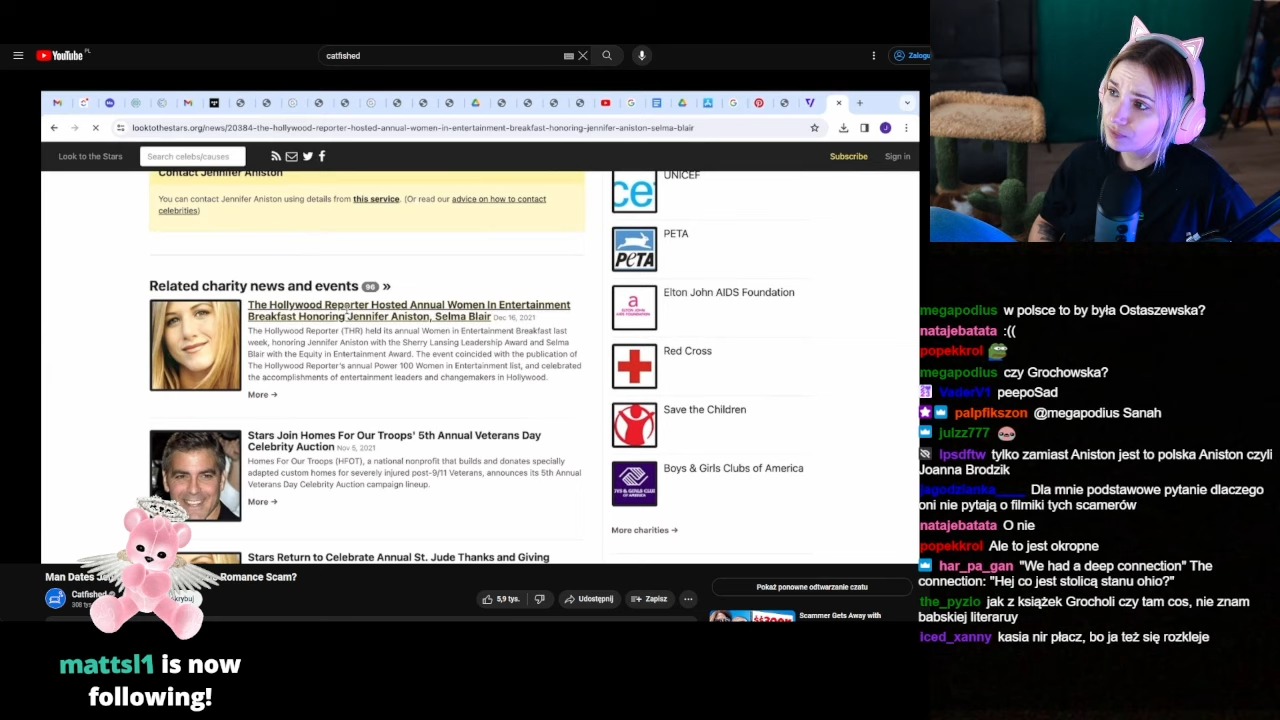 YouTube PL
catfished
Zalogu
looktothestars.org/news/20384-the-hollywood-reporter-hosted-annual-women-in-entertainment-breakfast-honoring-jennifer-aniston-selma-blair
Look to the Stars
Search celebs/causes
Subscribe
Sign in
Contact Jennifer Aniston
You can contact Jennifer Aniston using details from this service. (Or read our advice on how to contact
celebrities)
Related charity news and events 96 »
The Hollywood Reporter Hosted Annual Women In Entertainment
Breakfast Honoring Jennifer Aniston, Selma Blair Dec 16, 2021
The Hollywood Reporter (THR) held its annual Women in Entertainment Breakfast last
week, honoring Jennifer Aniston with the Sherry Lansing Leadership Award and Selma
Blair with the Equity in Entertainment Award. The event coincided with the publication of
The Hollywood Reporter's annual Power 100 Women in Entertainment list, and celebrated
the accomplishments of entertainment leaders and changemakers in Hollywood.
More →
Stars Join Homes For Our Troops' 5th Annual Veterans Day
Celebrity Auction Nov 5, 2021
Homes For Our Troops (HFOT), a national nonprofit that builds and donates specially
adapted custom homes for severely injured post-9/11 Veterans, announces its 5th Annual
Veterans Day Celebrity Auction campaign lineup.
More →
Stars Return to Celebrate Annual St. Jude Thanks and Giving
UNICEF
PETA
PeTA
Elton John AIDS Foundation
Red Cross
Save the Children
Boys & Girls Clubs of America
More charities →
Man Dates Je
Romance Scam?
Catfished
308 tys.
krybuj
5,9 tys.
Udostępnij
Zapisz
Pokaż ponowne odtwarzanie czatu
Scammer Gets Away with
mattsl1 is now
following!
megapodius w polsce to by była Ostaszewska?
natajebatata :((
popekkrol
megapodius czy Grochowska?
VaderV1 peepoSad
palpfikszon @megapodius Sanah
julzz777
lpsdftw tylko zamiast Aniston jest to polska Aniston czyli
Joanna Brodzik
jagodzianka____ Dla mnie podstawowe pytanie dlaczego
oni nie pytają o filmiki tych scamerów
natajebatata O nie
popekkrol Ale to jest okropne
har_pa_gan "We had a deep connection" The
connection: "Hej co jest stolicą stanu ohio?"
the_pyzlo jak z książek Grocholi czy tam cos, nie znam
babskiej literaruy
iced_xanny kasia nir płacz, bo ja też się rozkleje